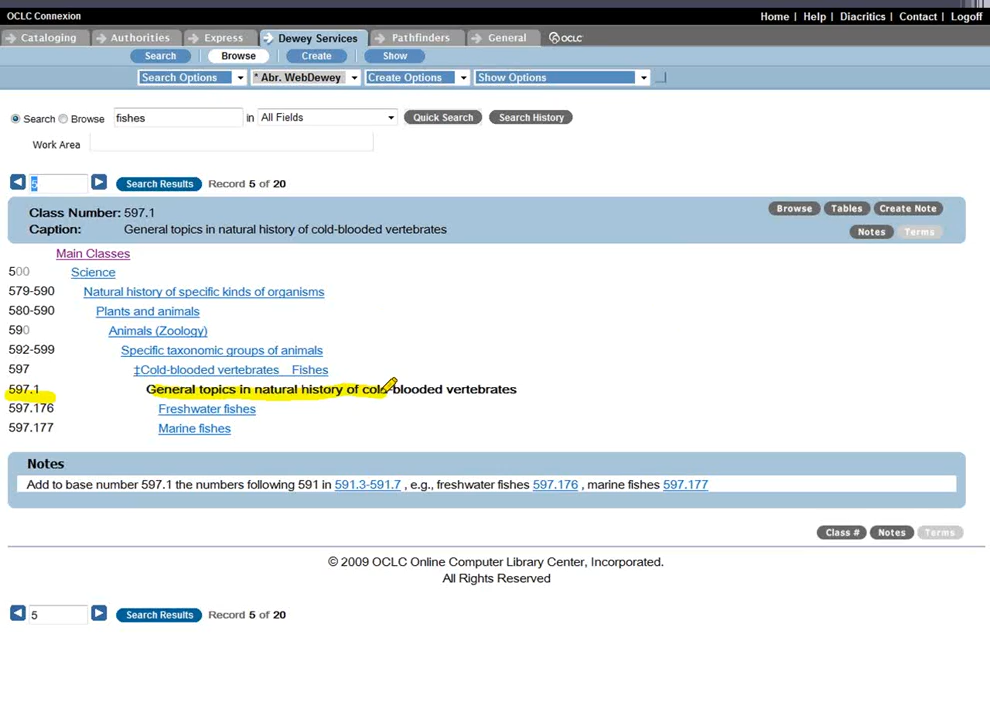 OCLC Connexion
Home | Help | Diacritics | Contact | Logoff
Cataloging Authorities Express Dewey Services Pathfinders General OCLC
Search Browse Create Show
Search Options * Abr. WebDewey Create Options Show Options
Search Browse fishes in All Fields Quick Search Search History
Work Area
5 Search Results Record 5 of 20
Class Number: 597.1 Browse Tables Create Note
Caption: General topics in natural history of cold-blooded vertebrates Notes Terms
Main Classes
500 Science
579-590 Natural history of specific kinds of organisms
580-590 Plants and animals
590 Animals (Zoology)
592-599 Specific taxonomic groups of animals
597 ‡Cold-blooded vertebrates Fishes
597.1 General topics in natural history of cold-blooded vertebrates
597.176 Freshwater fishes
597.177 Marine fishes
Notes
Add to base number 597.1 the numbers following 591 in 591.3-591.7 , e.g., freshwater fishes 597.176 , marine fishes 597.177
Class # Notes Terms
© 2009 OCLC Online Computer Library Center, Incorporated.
All Rights Reserved
5 Search Results Record 5 of 20